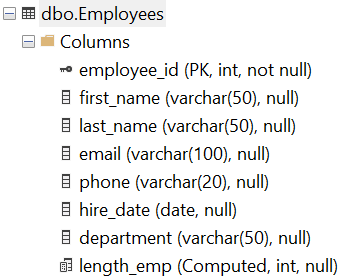 dbo.Employees
Columns
employee_id (PK, int, not null)
first_name (varchar(50), null)
last_name (varchar(50), null)
email (varchar(100), null)
phone (varchar(20), null)
hire_date (date, null)
department (varchar(50), null)
length_emp (Computed, int, null)